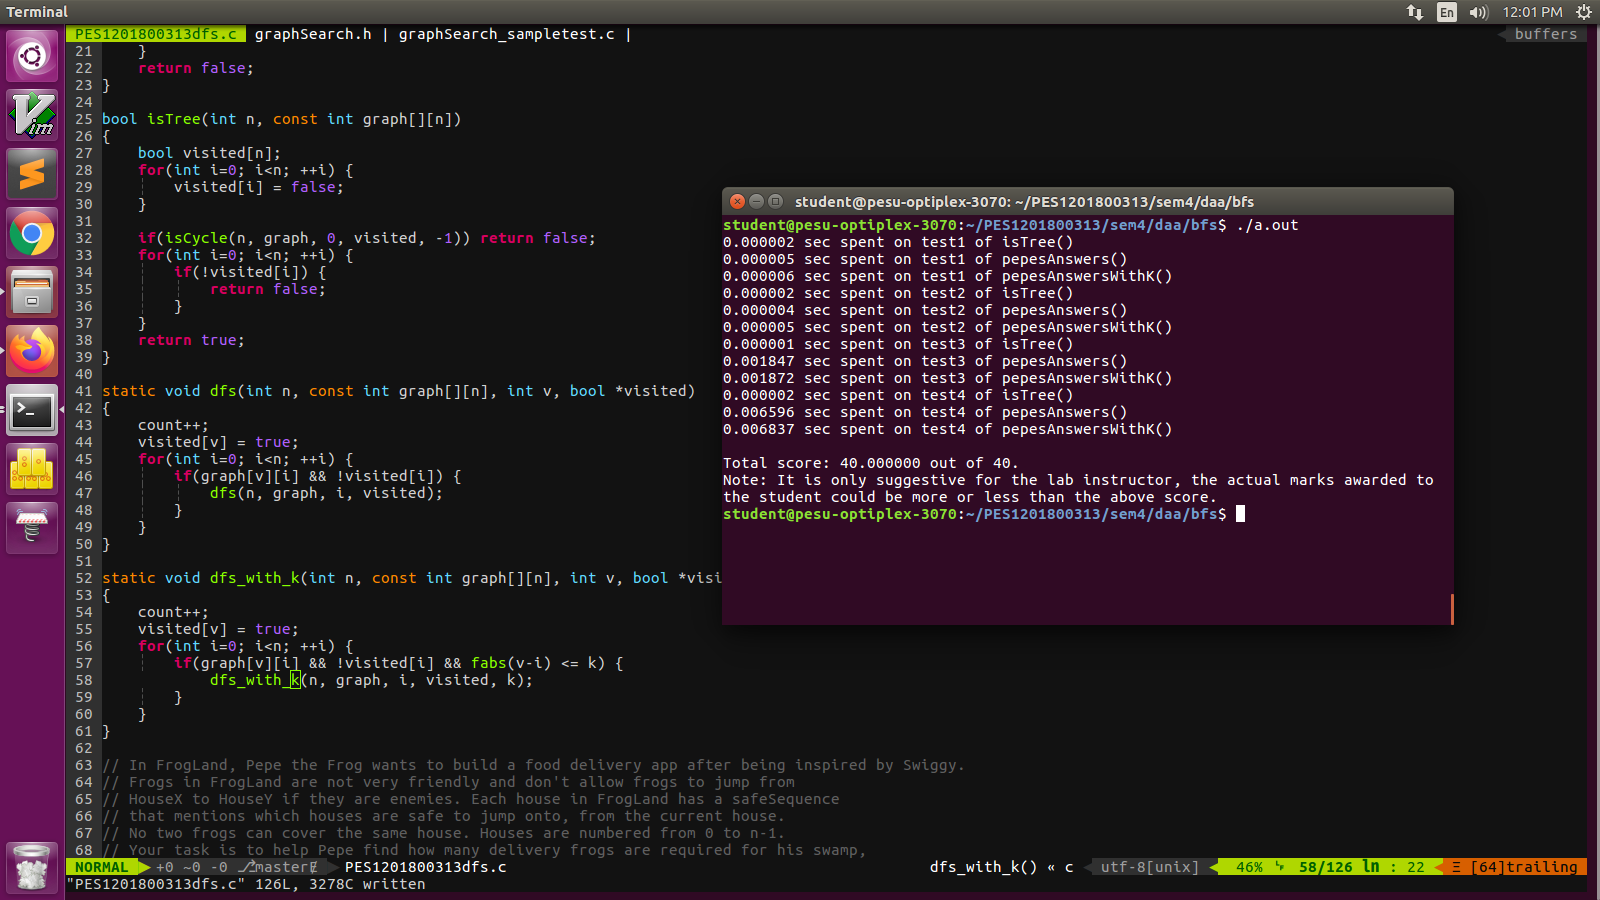 Terminal
En
12:01 PM
PES1201800313dfs.c graphSearch.h | graphSearch_sampletest.c |
buffers
21 }
22 return false;
23 }
24
25 bool isTree(int n, const int graph[][n])
26 {
27 bool visited[n];
28 for(int i=0; i<n; ++i) {
29 visited[i] = false;
30 }
31
32 if(isCycle(n, graph, 0, visited, -1)) return false;
33 for(int i=0; i<n; ++i) {
34 if(!visited[i]) {
35 return false;
36 }
37 }
38 return true;
39 }
40
41 static void dfs(int n, const int graph[][n], int v, bool *visited)
42 {
43 count++;
44 visited[v] = true;
45 for(int i=0; i<n; ++i) {
46 if(graph[v][i] && !visited[i]) {
47 dfs(n, graph, i, visited);
48 }
49 }
50 }
51
52 static void dfs_with_k(int n, const int graph[][n], int v, bool *visi
53 {
54 count++;
55 visited[v] = true;
56 for(int i=0; i<n; ++i) {
57 if(graph[v][i] && !visited[i] && fabs(v-i) <= k) {
58 dfs_with_k(n, graph, i, visited, k);
59 }
60 }
61 }
62
63 // In FrogLand, Pepe the Frog wants to build a food delivery app after being inspired by Swiggy.
64 // Frogs in FrogLand are not very friendly and don't allow frogs to jump from
65 // HouseX to HouseY if they are enemies. Each house in FrogLand has a safeSequence
66 // that mentions which houses are safe to jump onto, from the current house.
67 // No two frogs can cover the same house. Houses are numbered from 0 to n-1.
68 // Your task is to help Pepe find how many delivery frogs are required for his swamp,
NORMAL +0 ~0 -0 master PES1201800313dfs.c dfs_with_k() « c utf-8[unix] 46% 58/126 ln : 22 Ξ [64]trailing
"PES1201800313dfs.c" 126L, 3278C written
student@pesu-optiplex-3070: ~/PES1201800313/sem4/daa/bfs
student@pesu-optiplex-3070:~/PES1201800313/sem4/daa/bfs$ ./a.out
0.000002 sec spent on test1 of isTree()
0.000005 sec spent on test1 of pepesAnswers()
0.000006 sec spent on test1 of pepesAnswersWithK()
0.000002 sec spent on test2 of isTree()
0.000004 sec spent on test2 of pepesAnswers()
0.000005 sec spent on test2 of pepesAnswersWithK()
0.000001 sec spent on test3 of isTree()
0.001847 sec spent on test3 of pepesAnswers()
0.001872 sec spent on test3 of pepesAnswersWithK()
0.000002 sec spent on test4 of isTree()
0.006596 sec spent on test4 of pepesAnswers()
0.006837 sec spent on test4 of pepesAnswersWithK()
Total score: 40.000000 out of 40.
Note: It is only suggestive for the lab instructor, the actual marks awarded to
the student could be more or less than the above score.
student@pesu-optiplex-3070:~/PES1201800313/sem4/daa/bfs$